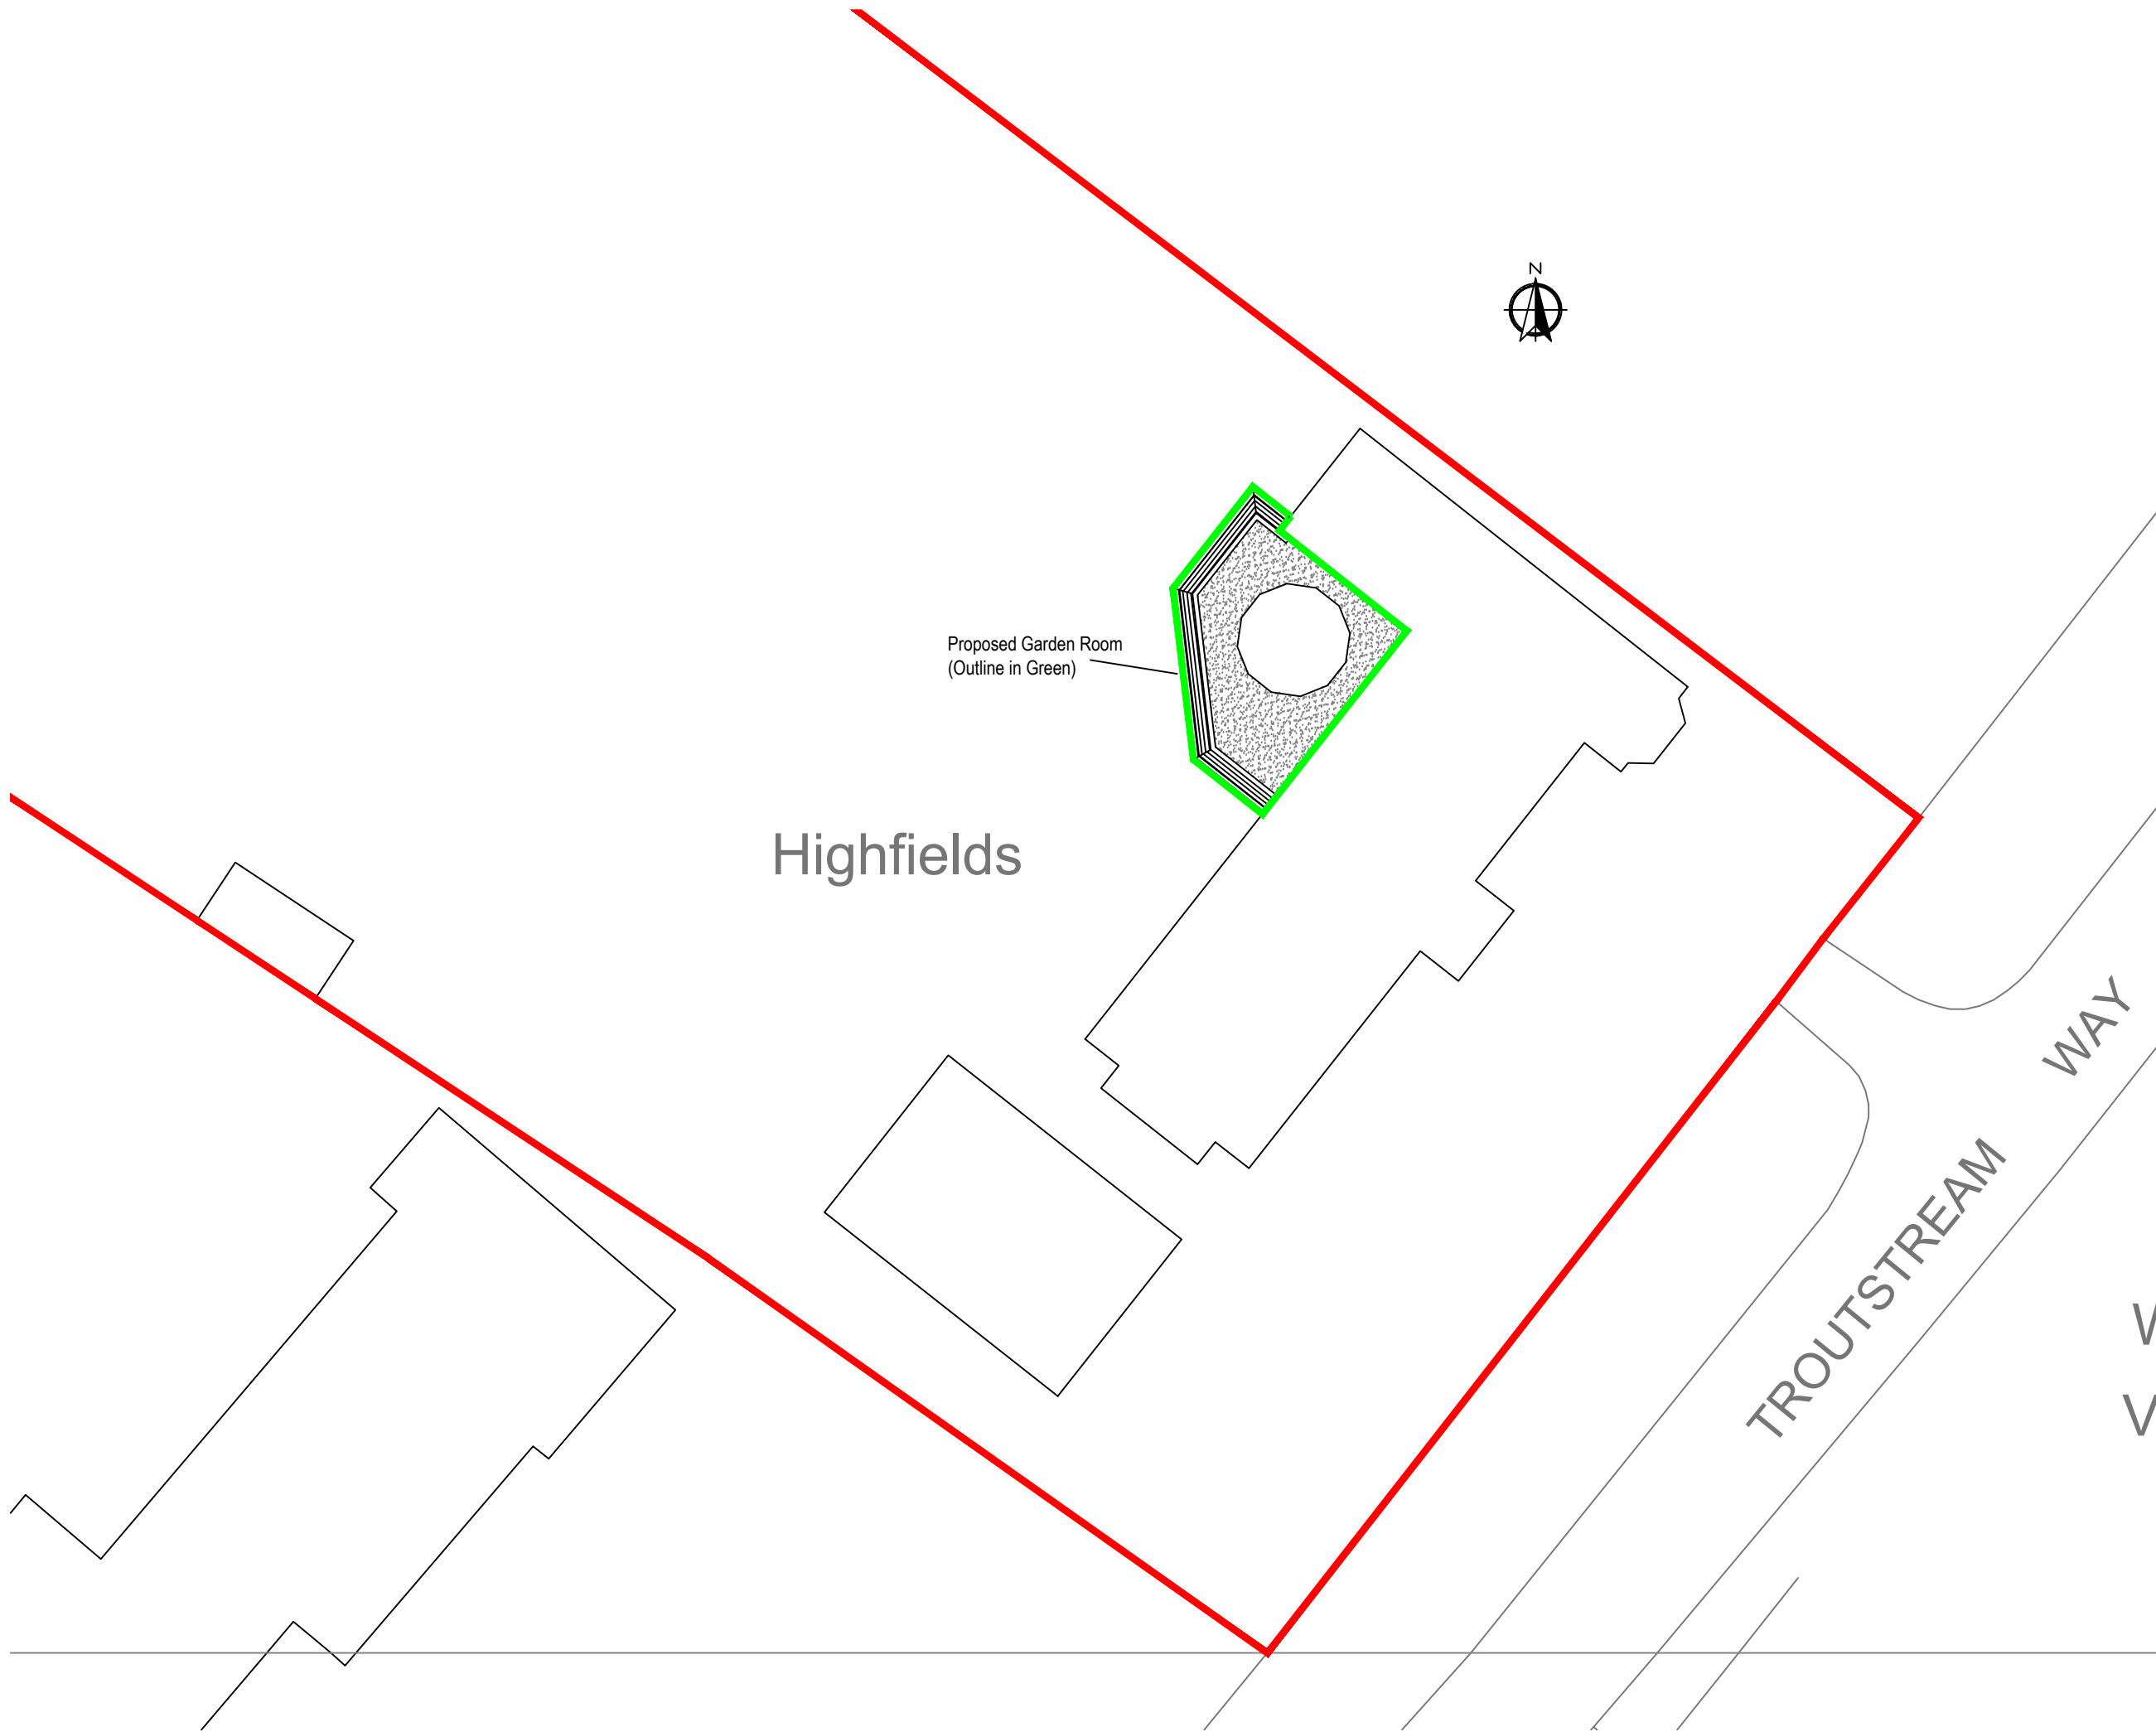 N
Proposed Garden Room
(Outline in Green)
Highfields
TROUTSTREAM WAY